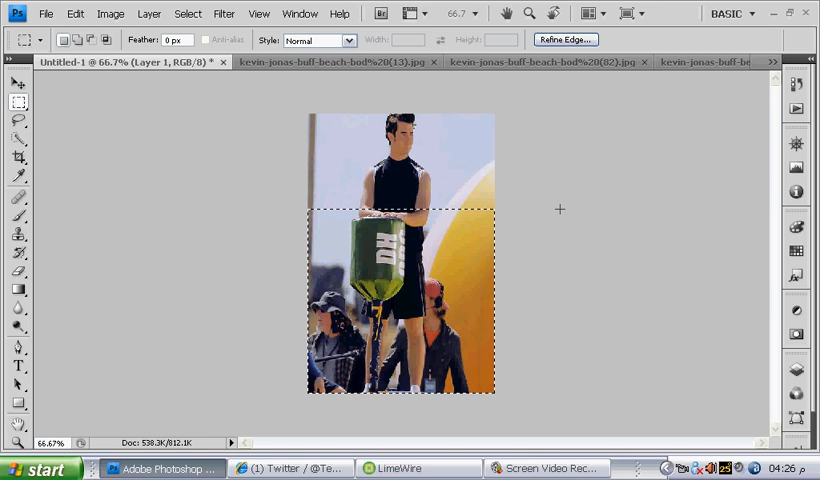 Ps File Edit Image Layer Select Filter View Window Help Br 66.7 BASIC
Feather: 0 px Anti-alias Style: Normal Width: Height: Refine Edge...
Untitled-1 @ 66.7% (Layer 1, RGB/8) * kevin-jonas-buff-beach-bod%20(13).jpg kevin-jonas-buff-beach-bod%20(82).jpg kevin-jonas-buff-be
DH
66.67% Doc: 538.3K/812.1K
start Adobe Photoshop ... (1) Twitter / @Te... LimeWire Screen Video Rec... 25 04:26 م